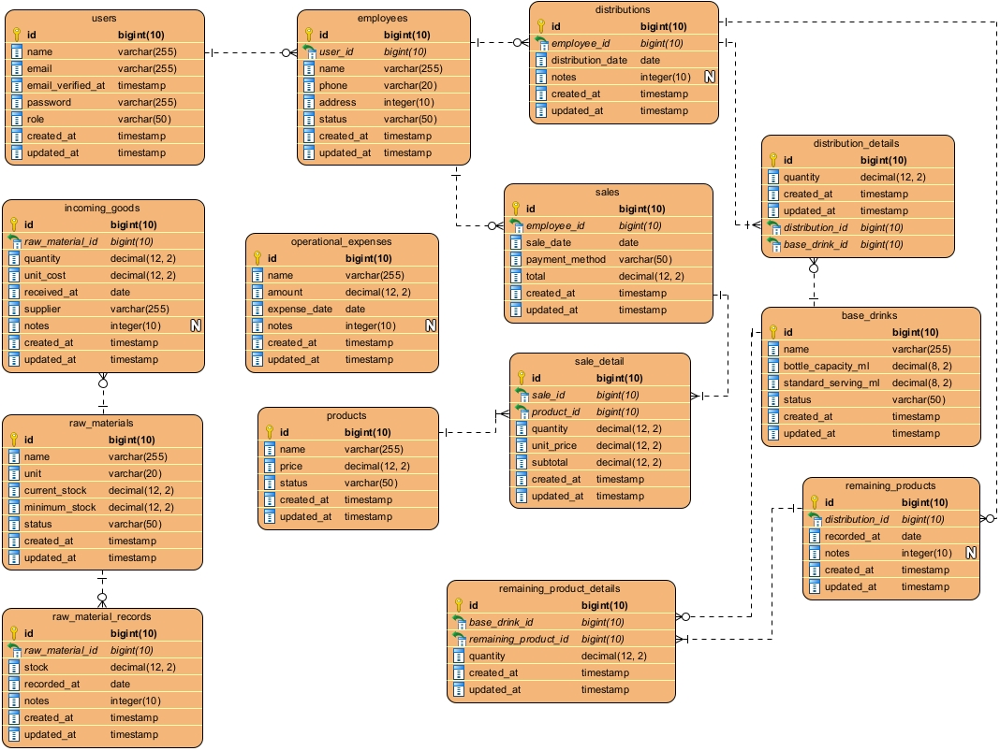 users
id bigint(10)
name varchar(255)
email varchar(255)
email_verified_at timestamp
password varchar(255)
role varchar(50)
created_at timestamp
updated_at timestamp
employees
id bigint(10)
user_id bigint(10)
name varchar(255)
phone varchar(20)
address integer(10)
status varchar(50)
created_at timestamp
updated_at timestamp
distributions
id bigint(10)
employee_id bigint(10)
distribution_date date
notes integer(10) N
created_at timestamp
updated_at timestamp
distribution_details
id bigint(10)
quantity decimal(12, 2)
created_at timestamp
updated_at timestamp
distribution_id bigint(10)
base_drink_id bigint(10)
incoming_goods
id bigint(10)
raw_material_id bigint(10)
quantity decimal(12, 2)
unit_cost decimal(12, 2)
received_at date
supplier varchar(255)
notes integer(10) N
created_at timestamp
updated_at timestamp
operational_expenses
id bigint(10)
name varchar(255)
amount decimal(12, 2)
expense_date date
notes integer(10) N
created_at timestamp
updated_at timestamp
sales
id bigint(10)
employee_id bigint(10)
sale_date date
payment_method varchar(50)
total decimal(12, 2)
created_at timestamp
updated_at timestamp
base_drinks
id bigint(10)
name varchar(255)
bottle_capacity_ml decimal(8, 2)
standard_serving_ml decimal(8, 2)
status varchar(50)
created_at timestamp
updated_at timestamp
raw_materials
id bigint(10)
name varchar(255)
unit varchar(20)
current_stock decimal(12, 2)
minimum_stock decimal(12, 2)
status varchar(50)
created_at timestamp
updated_at timestamp
products
id bigint(10)
name varchar(255)
price decimal(12, 2)
status varchar(50)
created_at timestamp
updated_at timestamp
sale_detail
id bigint(10)
sale_id bigint(10)
product_id bigint(10)
quantity decimal(12, 2)
unit_price decimal(12, 2)
subtotal decimal(12, 2)
created_at timestamp
updated_at timestamp
remaining_products
id bigint(10)
distribution_id bigint(10)
recorded_at date
notes integer(10) N
created_at timestamp
updated_at timestamp
raw_material_records
id bigint(10)
raw_material_id bigint(10)
stock decimal(12, 2)
recorded_at date
notes integer(10)
created_at timestamp
updated_at timestamp
remaining_product_details
id bigint(10)
base_drink_id bigint(10)
remaining_product_id bigint(10)
quantity decimal(12, 2)
created_at timestamp
updated_at timestamp